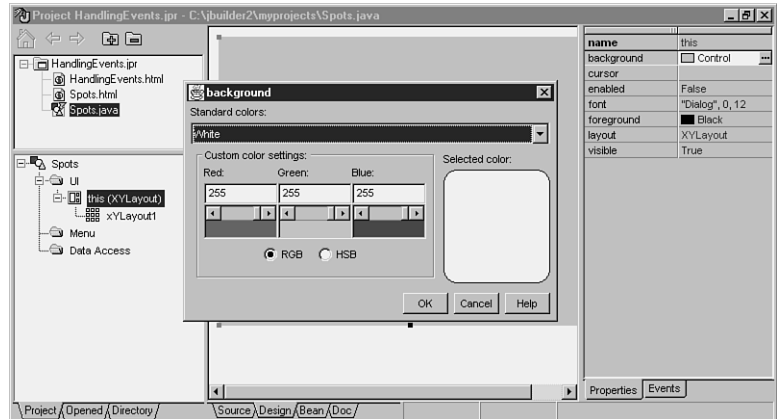 Project HandlingEvents.jpr - C:\jbuilder2\myprojects\Spots.java
HandlingEvents.jpr
HandlingEvents.html
Spots.html
Spots.java
Spots
UI
this (XYLayout)
xYLayout1
Menu
Data Access
background
Standard colors:
White
Custom color settings:
Red: Green: Blue:
255 255 255
RGB HSB
Selected color:
OK Cancel Help
name this
background Control
cursor
enabled False
font "Dialog", 0, 12
foreground Black
layout XYLayout
visible True
Properties Events
Project Opened Directory
Source Design Bean Doc